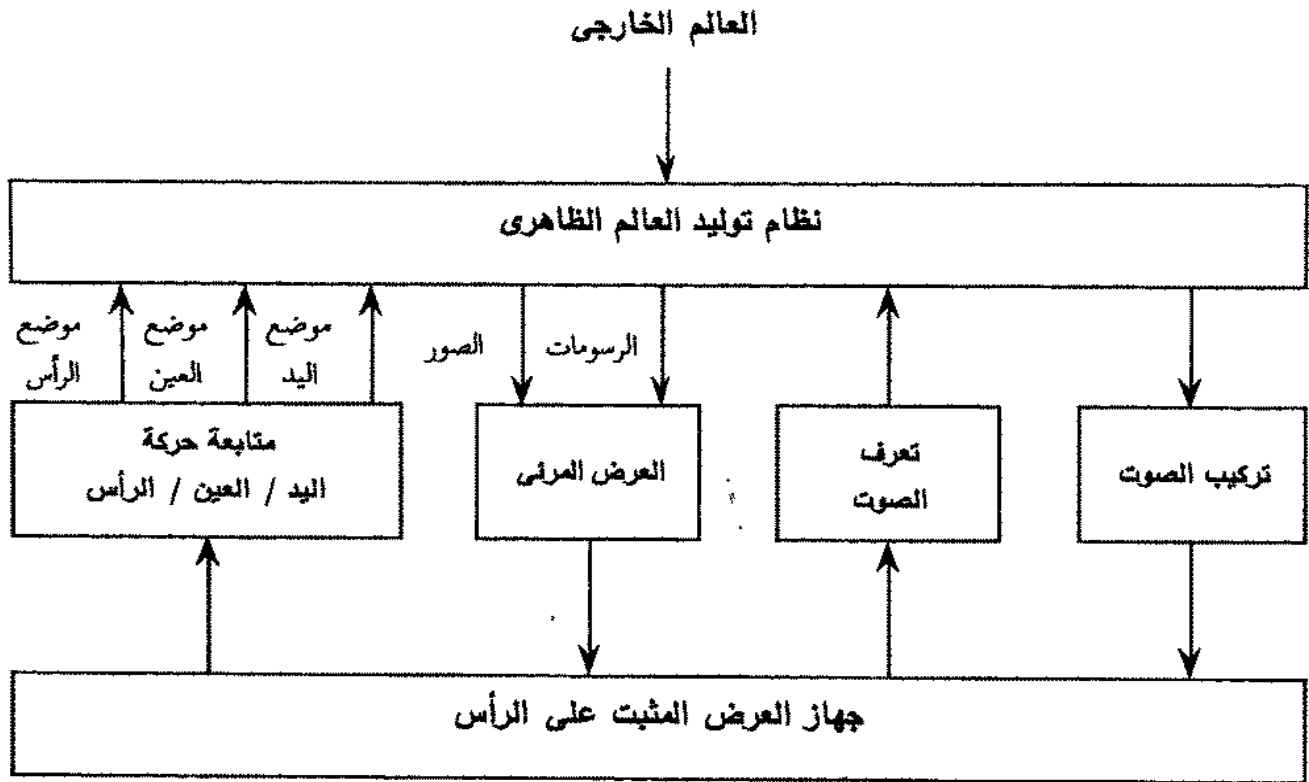 العالم الخارجى
نظام توليد العالم الظاهرى
الرسومات
الصور
موضع
اليد
موضع
العين
موضع
الرأس
تركيب الصوت
تعرف
الصوت
العرض المرئى
متابعة حركة
اليد / العين / الرأس
جهاز العرض المثبت على الرأس